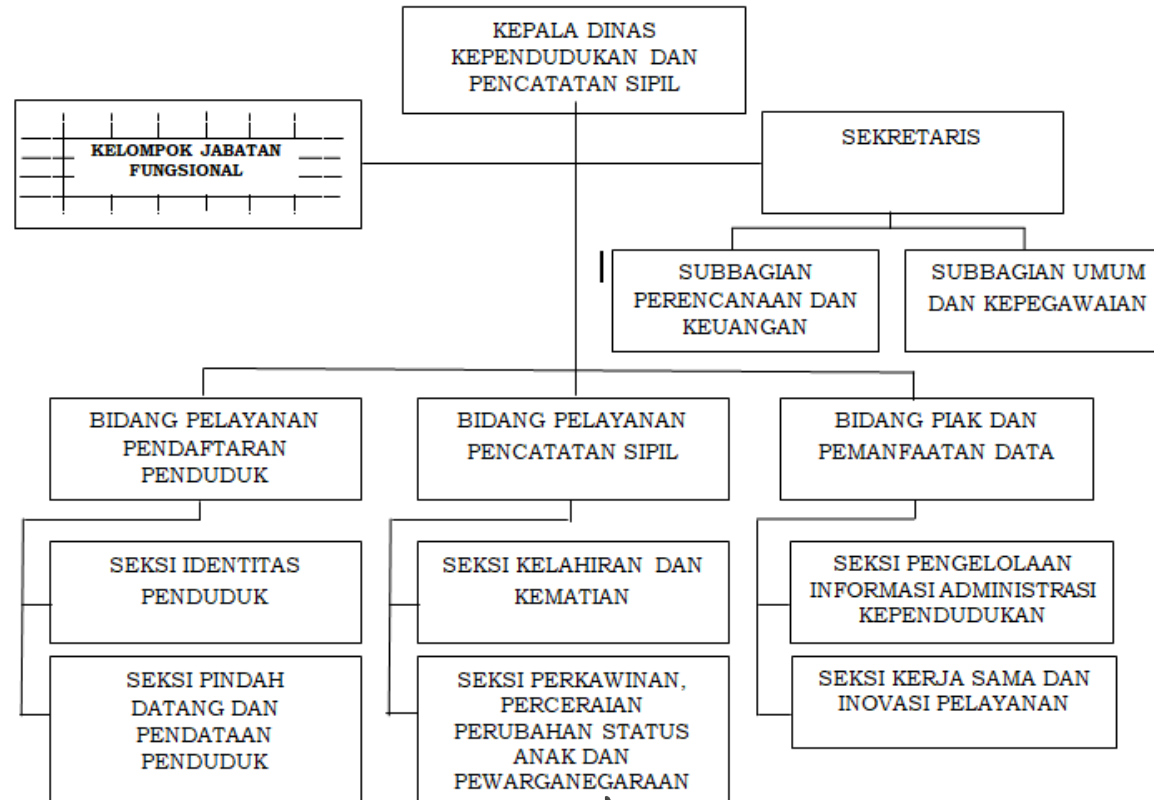 KEPALA DINAS
KEPENDUDUKAN DAN
PENCATATAN SIPIL
KELOMPOK JABATAN
FUNGSIONAL
SEKRETARIS
SUBBAGIAN
PERENCANAAN DAN
KEUANGAN
SUBBAGIAN UMUM
DAN KEPEGAWAIAN
BIDANG PELAYANAN
PENDAFTARAN
PENDUDUK
BIDANG PELAYANAN
PENCATATAN SIPIL
BIDANG PIAK DAN
PEMANFAATAN DATA
SEKSI IDENTITAS
PENDUDUK
SEKSI KELAHIRAN DAN
KEMATIAN
SEKSI PENGELOLAAN
INFORMASI ADMINISTRASI
KEPENDUDUKAN
SEKSI PINDAH
DATANG DAN
PENDATAAN
PENDUDUK
SEKSI PERKAWINAN,
PERCERAIAN
PERUBAHAN STATUS
ANAK DAN
PEWARGANEGARAAN
SEKSI KERJA SAMA DAN
INOVASI PELAYANAN